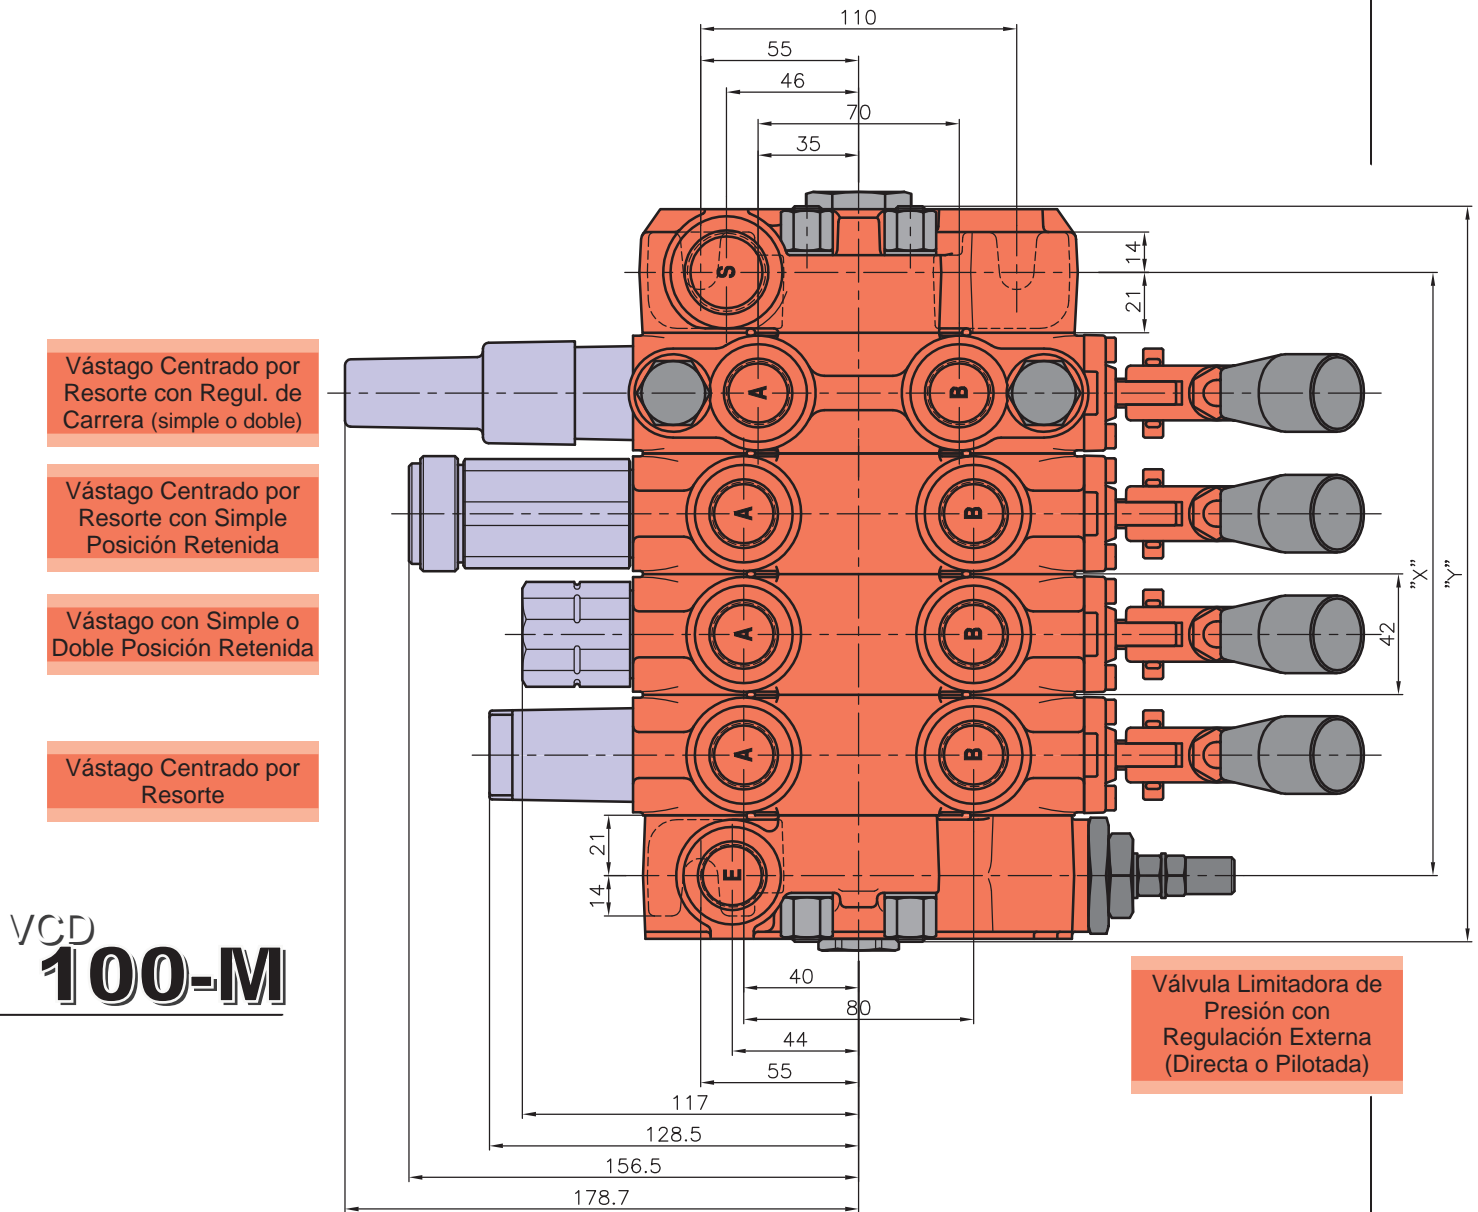 110
55
46
70
35
14
21
S
A
B
A
B
A
B
A
B
E
Vástago Centrado por
Resorte con Regul. de
Carrera (simple o doble)
Vástago Centrado por
Resorte con Simple
Posición Retenida
Vástago con Simple o
Doble Posición Retenida
Vástago Centrado por
Resorte
"X"
"Y"
42
21
14
VCD
100-M
40
80
44
55
117
128.5
156.5
178.7
Válvula Limitadora de
Presión con
Regulación Externa
(Directa o Pilotada)